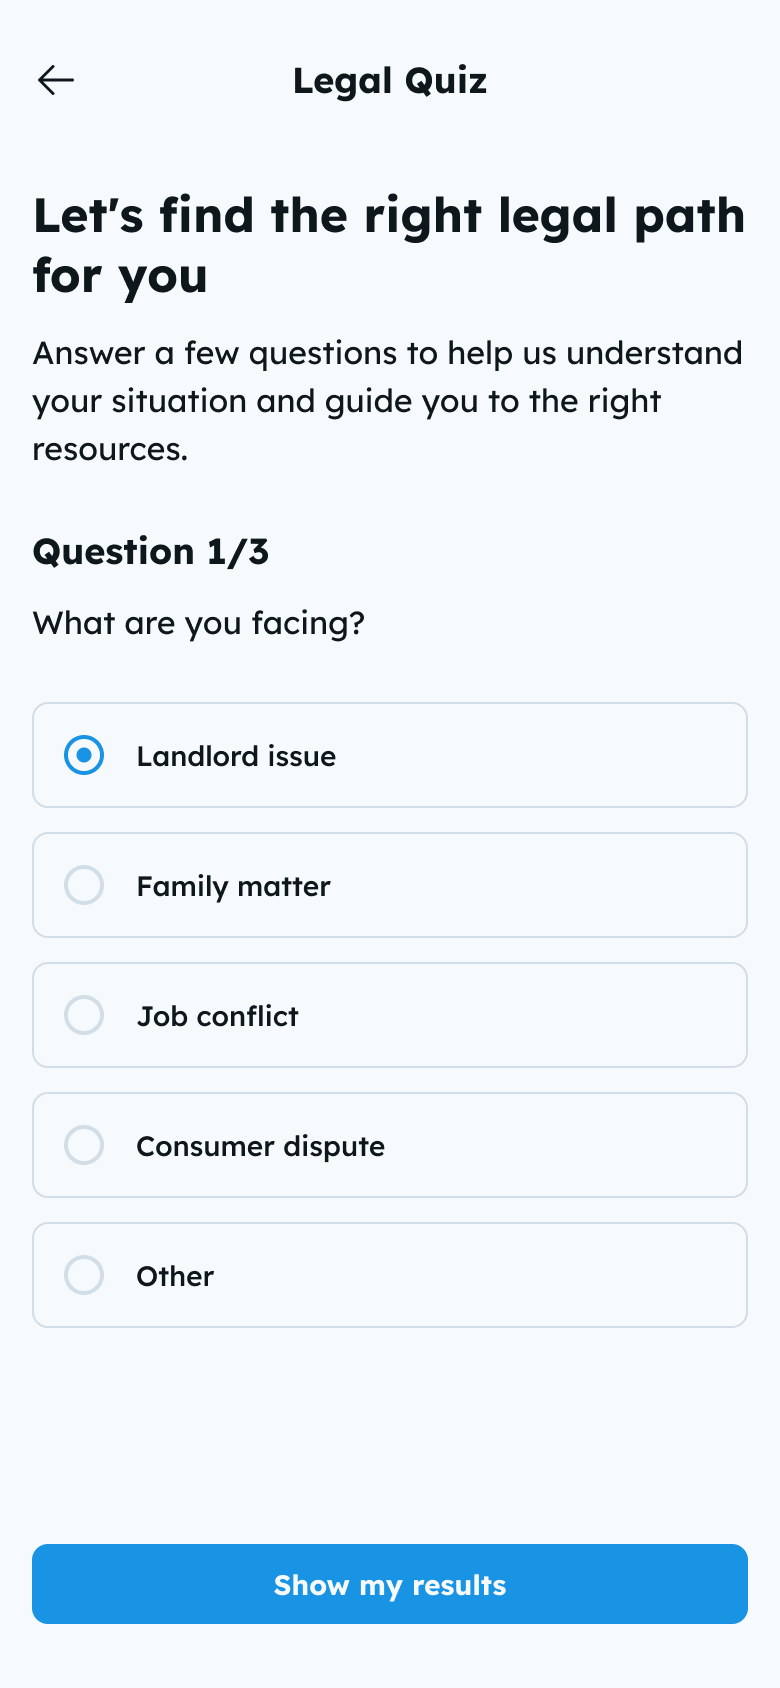 Legal Quiz
Let's find the right legal path
for you
Answer a few questions to help us understand
your situation and guide you to the right
resources.
Question 1/3
What are you facing?
Landlord issue
Family matter
Job conflict
Consumer dispute
Other
Show my results